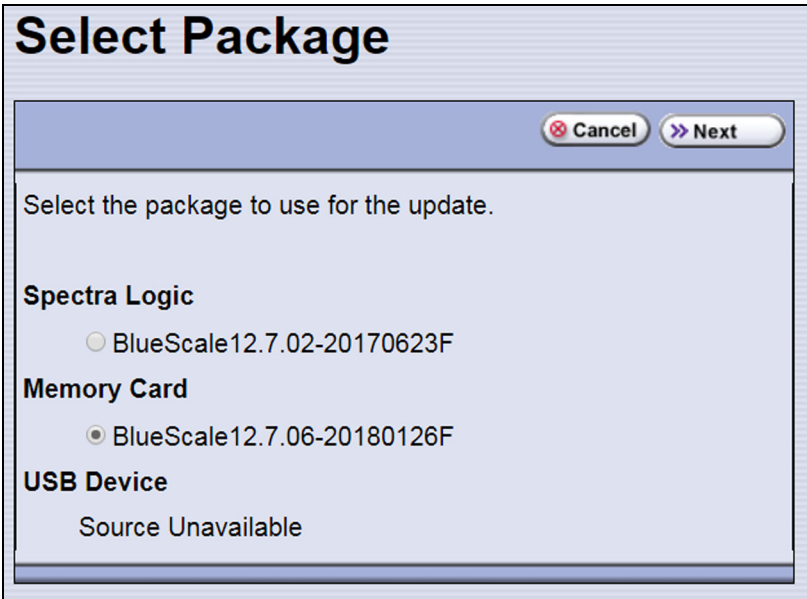 Select Package
Cancel Next
Select the package to use for the update.
Spectra Logic
BlueScale12.7.02-20170623F
Memory Card
BlueScale12.7.06-20180126F
USB Device
Source Unavailable